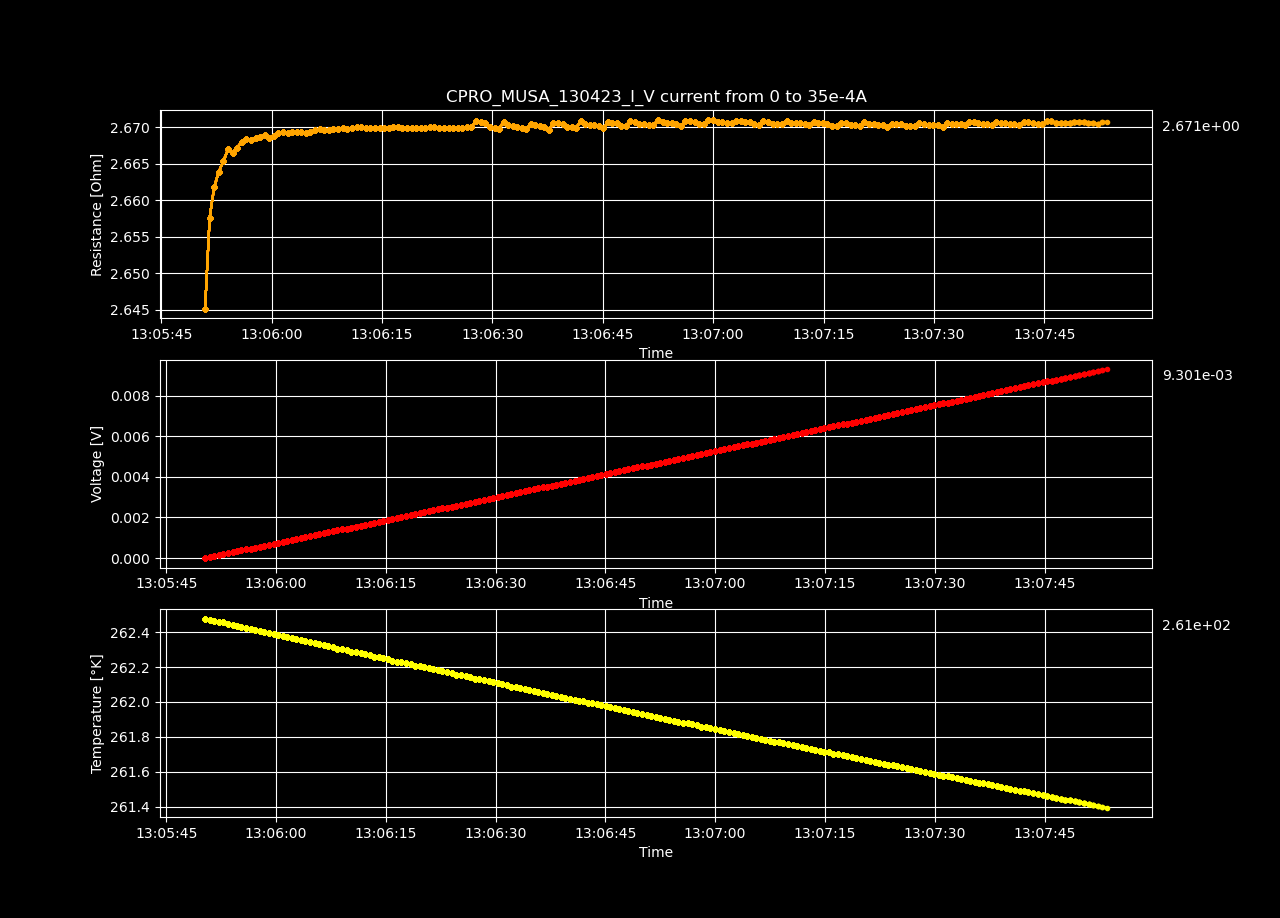 CPRO_MUSA_130423_I_V current from 0 to 35e-4A
Resistance [Ohm]
2.670
2.665
2.660
2.655
2.650
2.645
2.671e+00
13:05:45 13:06:00 13:06:15 13:06:30 13:06:45 13:07:00 13:07:15 13:07:30 13:07:45
Time
Voltage [V]
0.008
0.006
0.004
0.002
0.000
9.301e-03
13:05:45 13:06:00 13:06:15 13:06:30 13:06:45 13:07:00 13:07:15 13:07:30 13:07:45
Time
Temperature [°K]
262.4
262.2
262.0
261.8
261.6
261.4
2.61e+02
13:05:45 13:06:00 13:06:15 13:06:30 13:06:45 13:07:00 13:07:15 13:07:30 13:07:45
Time